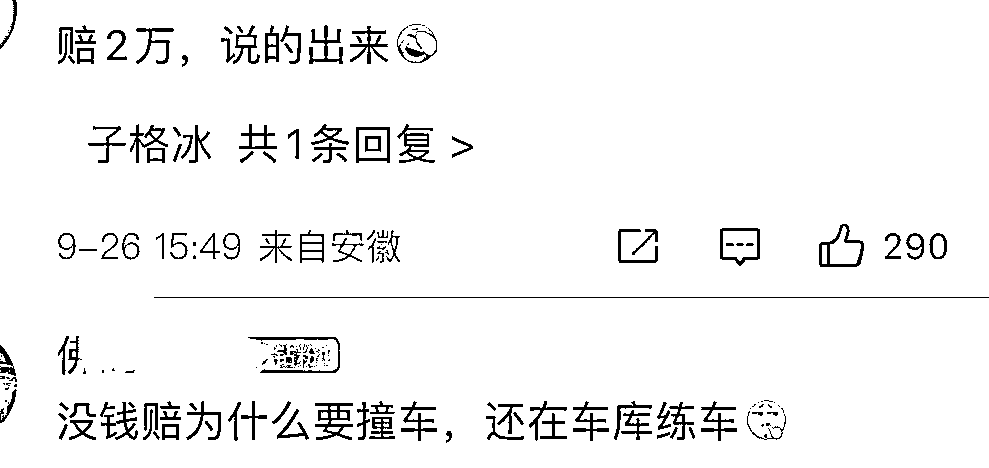 赔2万，说的出来
子格冰 共1条回复 >
9-26 15:49 来自安徽 290
佛
没钱赔为什么要撞车，还在车库练车